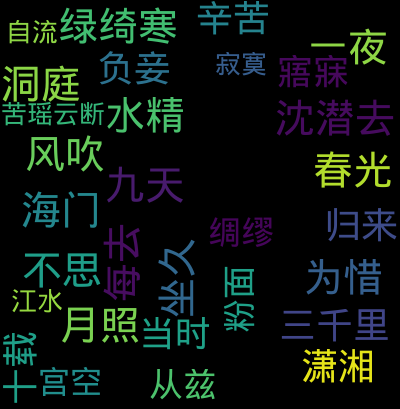 自流
绿绮寒
辛苦
一夜
负妾
寂寞
寤寐
洞庭
苦瑶云断
水精
沈潜去
风吹
春光
九天
海门
绸缪
归来
每去
坐久
不思
为惜
粉面
江水
月照
当时
三千里
十载
宫空
从兹
潇湘